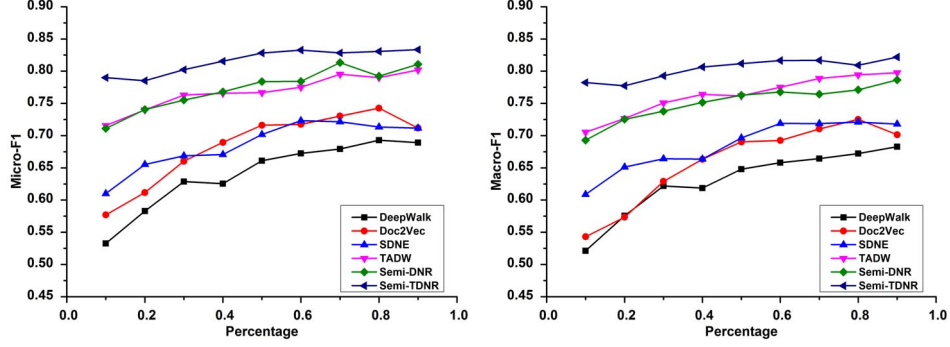 0.90
0.85
0.80
0.75
0.70
0.65
0.60
0.55
0.50
0.45
Micro-F1
DeepWalk
Doc2Vec
SDNE
TADW
Semi-DNR
Semi-TDNR
0.0 0.2 0.4 0.6 0.8 1.0
Percentage
0.90
0.85
0.80
0.75
0.70
0.65
0.60
0.55
0.50
0.45
Macro-F1
DeepWalk
Doc2Vec
SDNE
TADW
Semi-DNR
Semi-TDNR
0.0 0.2 0.4 0.6 0.8 1.0
Percentage